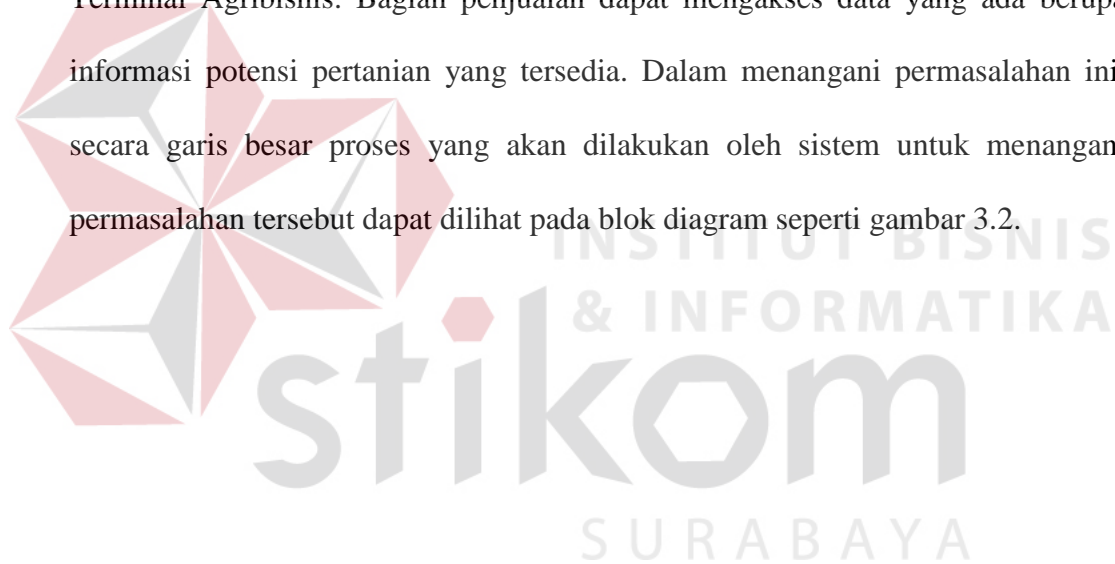 Terminal Agribisnis. Bagian penjualan dapat mengakses data yang ada berupa
informasi potensi pertanian yang tersedia. Dalam menangani permasalahan ini
secara garis besar proses yang akan dilakukan oleh sistem untuk menangan
permasalahan tersebut dapat dilihat pada blok diagram seperti gambar 3.2.
INSTITUT BISNIS
& INFORMATIKA
stikom
SURABAYA